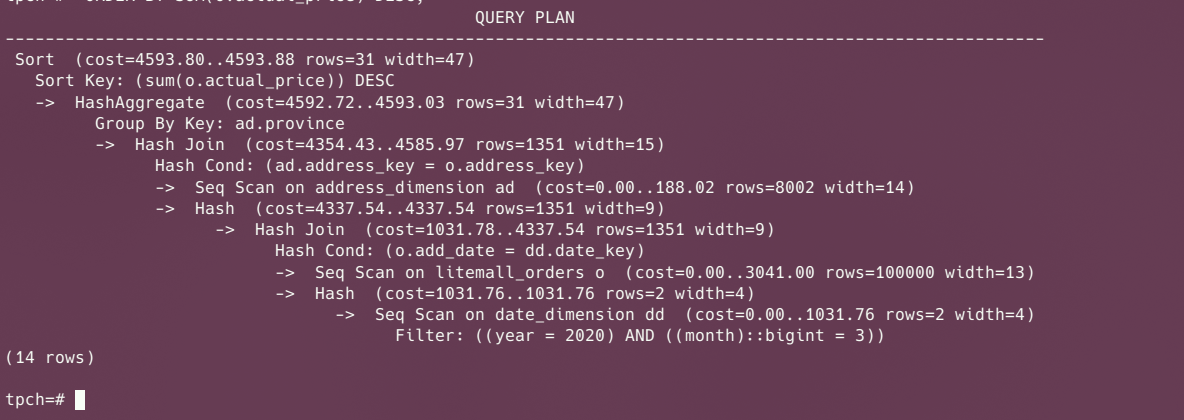 tpch=# ORDER BY SUM(o.actual_price) DESC;
QUERY PLAN
--------------------------------------------------------------------------------------------------------
Sort  (cost=4593.80..4593.88 rows=31 width=47)
Sort Key: (sum(o.actual_price)) DESC
->  HashAggregate  (cost=4592.72..4593.03 rows=31 width=47)
Group By Key: ad.province
->  Hash Join  (cost=4354.43..4585.97 rows=1351 width=15)
Hash Cond: (ad.address_key = o.address_key)
->  Seq Scan on address_dimension ad  (cost=0.00..188.02 rows=8002 width=14)
->  Hash  (cost=4337.54..4337.54 rows=1351 width=9)
->  Hash Join  (cost=1031.78..4337.54 rows=1351 width=9)
Hash Cond: (o.add_date = dd.date_key)
->  Seq Scan on litemall_orders o  (cost=0.00..3041.00 rows=100000 width=13)
->  Hash  (cost=1031.76..1031.76 rows=2 width=4)
->  Seq Scan on date_dimension dd  (cost=0.00..1031.76 rows=2 width=4)
Filter: ((year = 2020) AND ((month)::bigint = 3))
(14 rows)
tpch=#